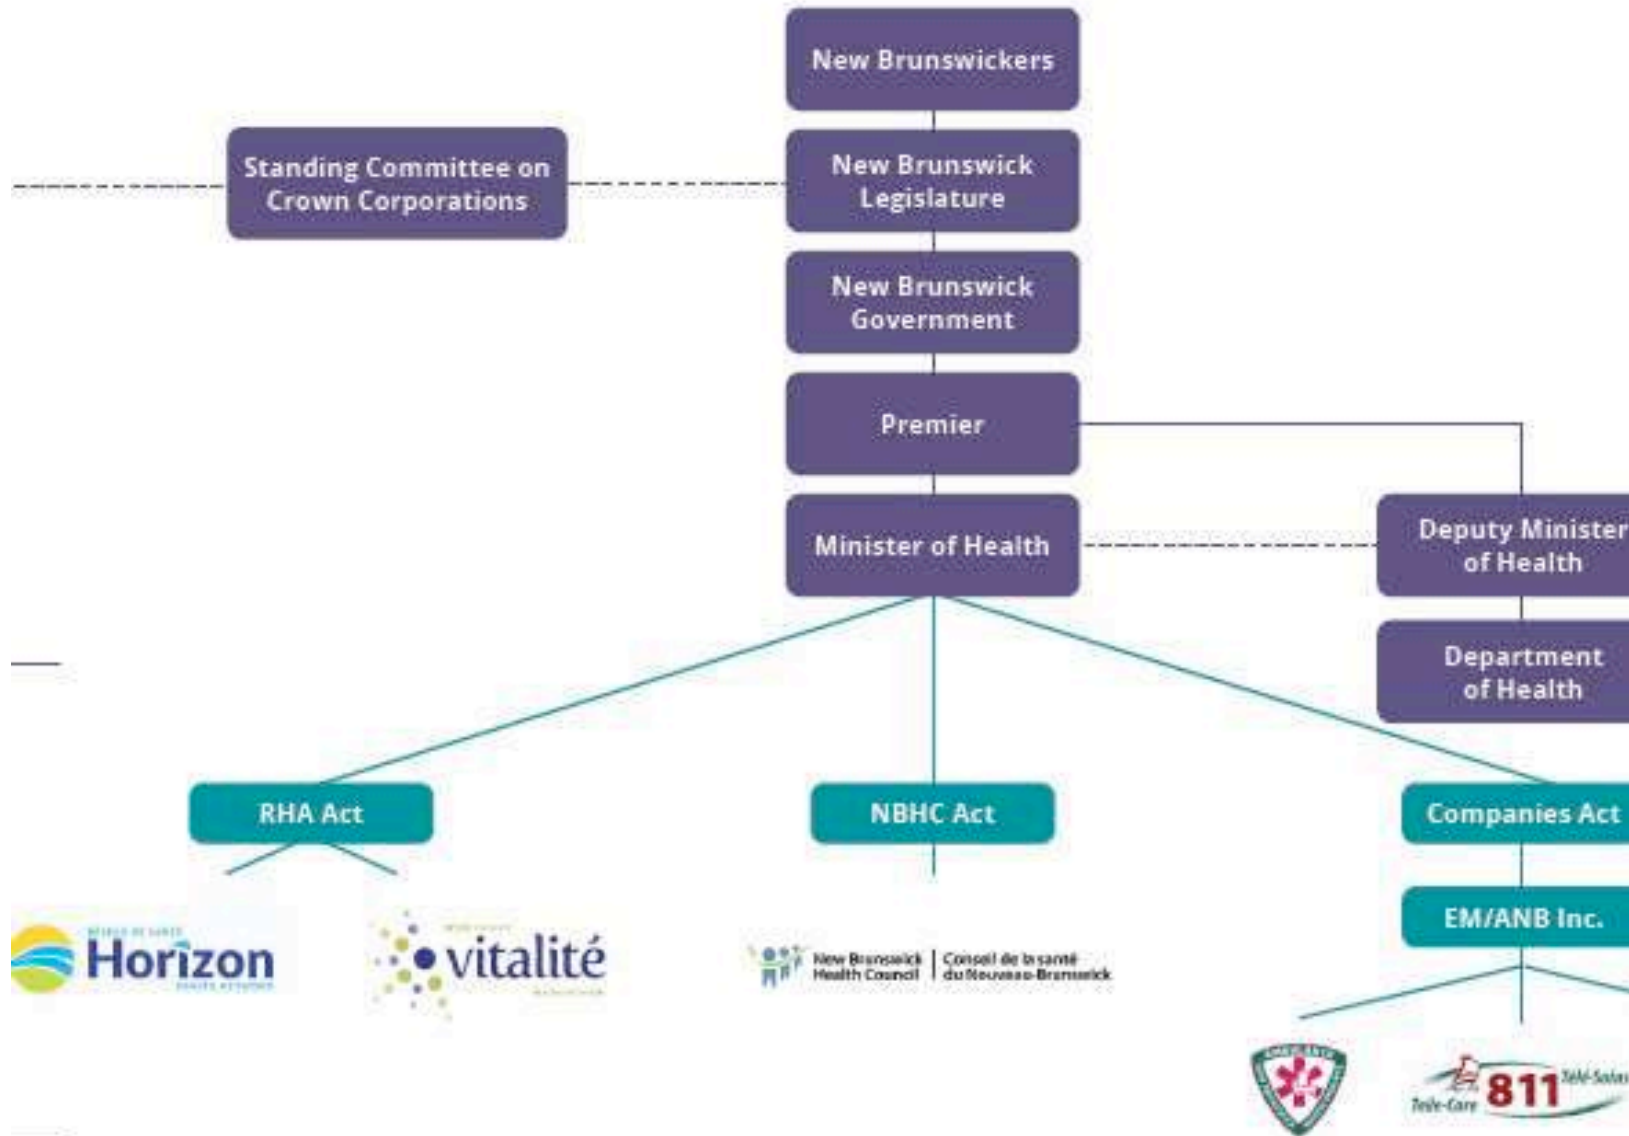 New Brunswickers
Standing Committee on
Crown Corporations
New Brunswick
Legislature
New Brunswick
Government
Premier
Minister of Health
Deputy Minister
of Health
Department
of Health
RHA Act
NBHC Act
Companies Act
EM/ANB Inc.
Horizon
vitalité
New Brunswick
Health Council
Conseil de la santé
du Nouveau-Brunswick
AMBULANCE
Tele-Care 811